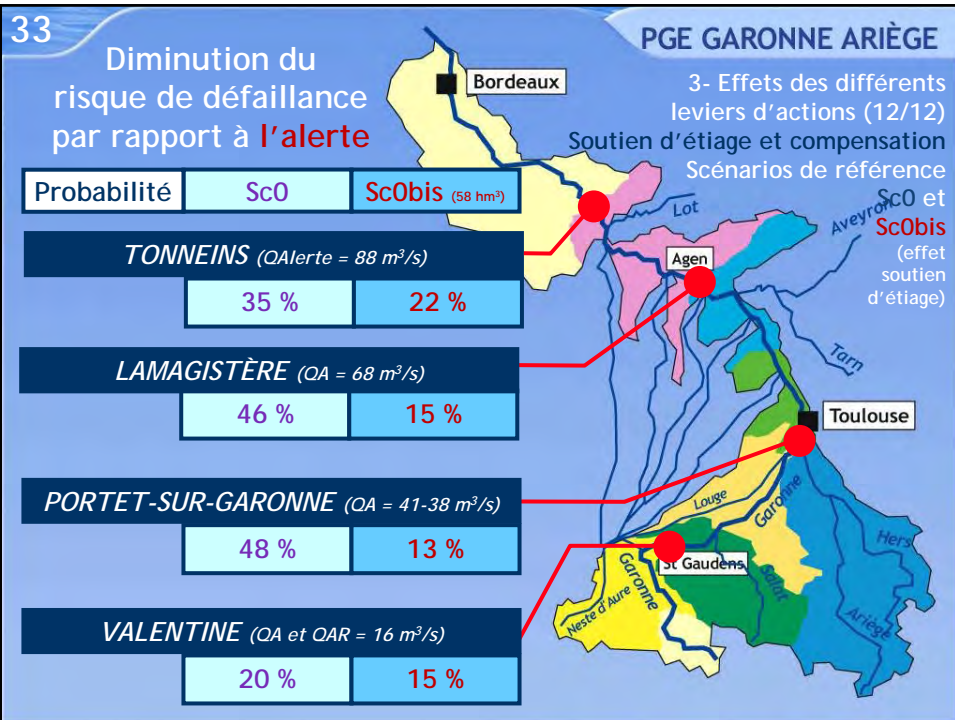 33
PGE GARONNE ARIÈGE
Diminution du
risque de défaillance
par rapport à l'alerte
3- Effets des différents
leviers d'actions (12/12)
Soutien d'étiage et compensation
Scénarios de référence
Sc0 et
Sc0bis
(effet
soutien
d'étiage)
Probabilité Sc0 Sc0bis (58 hm³)
TONNEINS (QAlerte = 88 m³/s)
35 % 22 %
LAMAGISTÈRE (QA = 68 m³/s)
46 % 15 %
PORTET-SUR-GARONNE (QA = 41-38 m³/s)
48 % 13 %
VALENTINE (QA et QAR = 16 m³/s)
20 % 15 %
Bordeaux
Lot
Aveyron
Agen
Tarn
Toulouse
Louge
Garonne
Hers
St Gaudens
Garonne
Salat
Neste d'Aure
Ariège